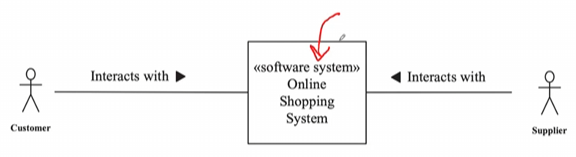 «software system»
Online
Shopping
System
Interacts with ▶
◀ Interacts with
Customer
Supplier